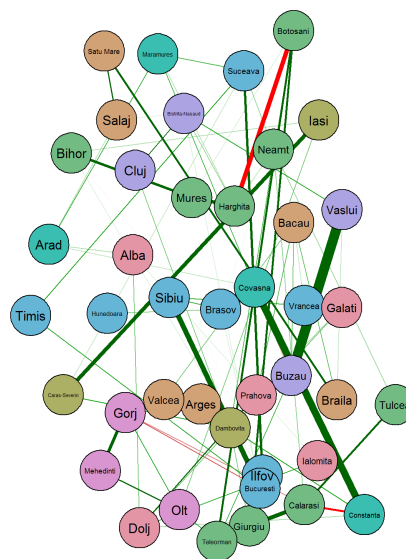 Botosani
Satu Mare
Maramures
Suceava
Bistrita-Nasaud
Salaj
Iasi
Bihor
Neamt
Cluj
Mures
Harghita
Vaslui
Bacau
Arad
Alba
Covasna
Sibiu
Vrancea
Galati
Timis
Hunedoara
Brasov
Buzau
Caras-Severin
Valcea
Arges
Prahova
Braila
Tulcea
Gorj
Dambovita
Ialomita
Mehedinti
Ilfov
Bucuresti
Calarasi
Olt
Constanta
Dolj
Giurgiu
Teleorman